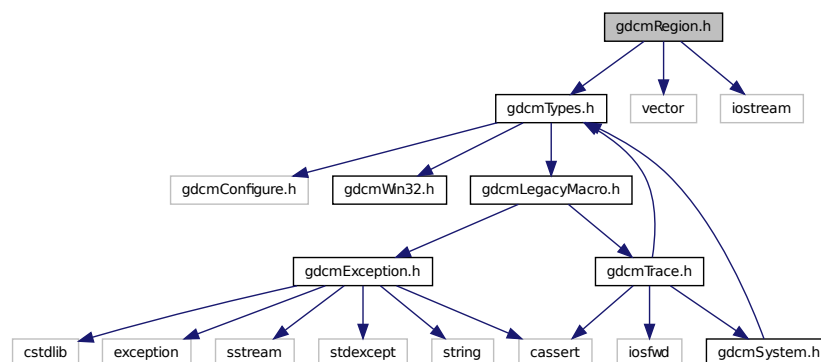 gdcmRegion.h
gdcmTypes.h
vector
iostream
gdcmConfigure.h
gdcmWin32.h
gdcmLegacyMacro.h
gdcmException.h
gdcmTrace.h
cstdlib
exception
sstream
stdexcept
string
cassert
iosfwd
gdcmSystem.h